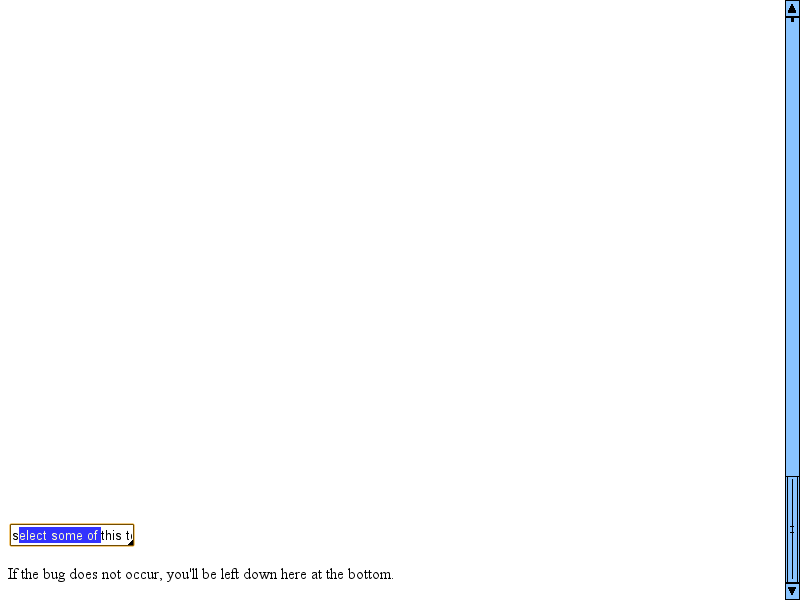 select some of this t
If the bug does not occur, you'll be left down here at the bottom.